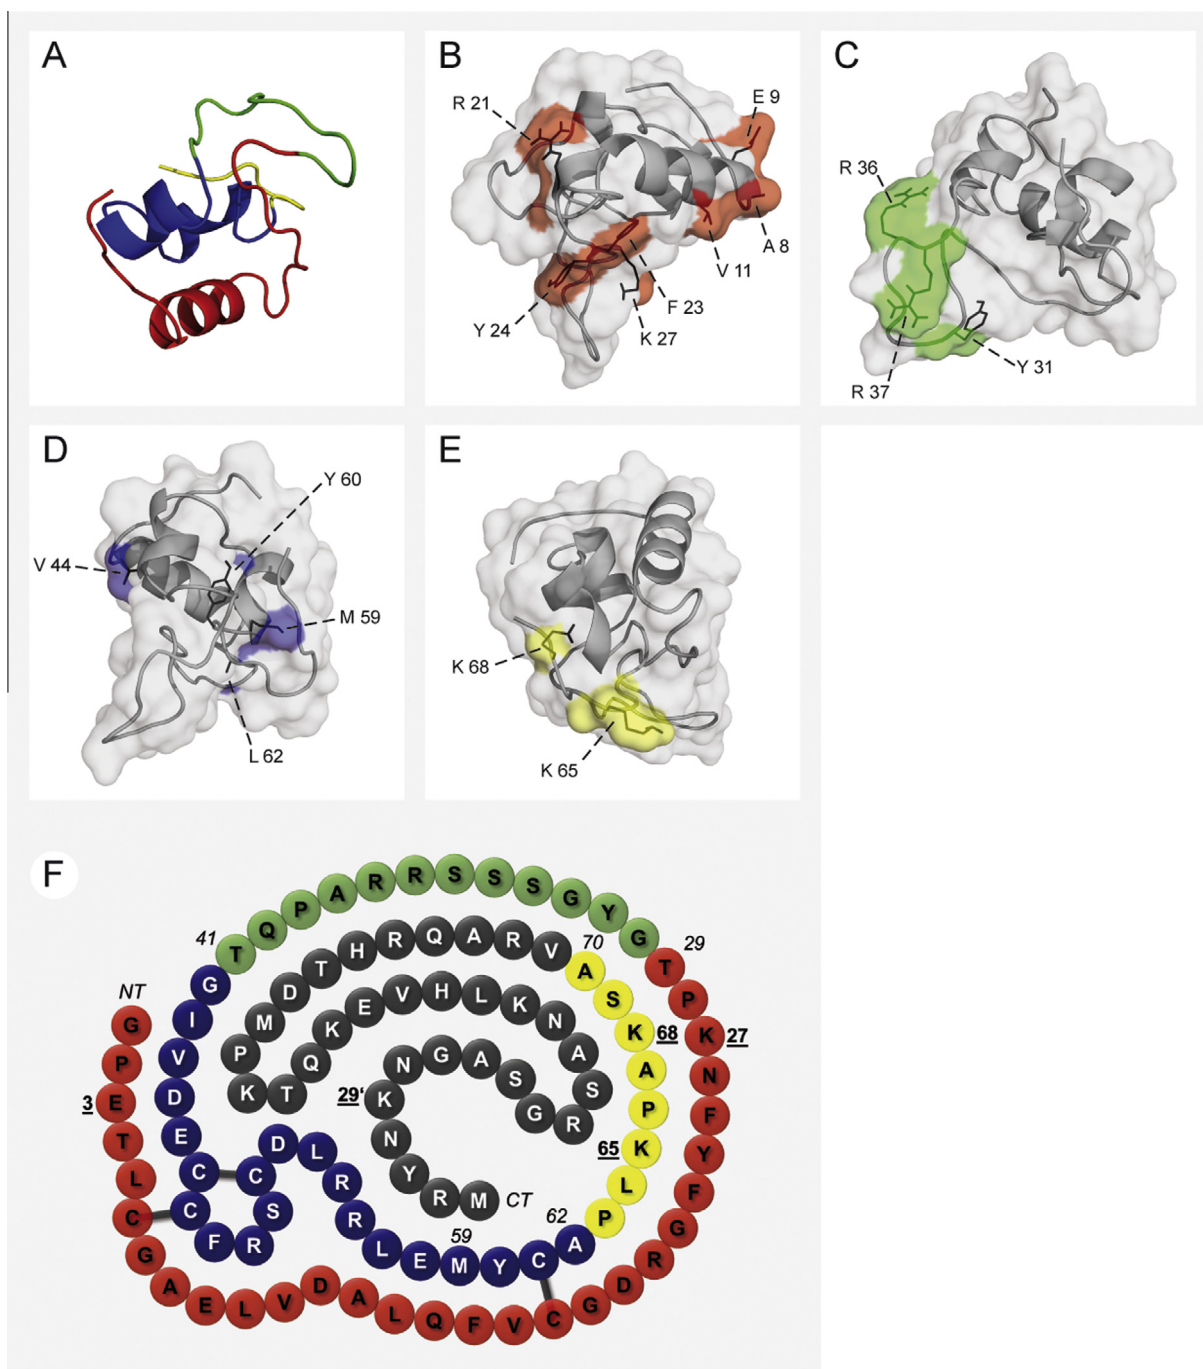 A
B
R 21
E 9
A 8
V 11
F 23
K 27
Y 24
C
R 36
R 37
Y 31
D
Y 60
V 44
M 59
L 62
E
K 68
K 65
F
NT
G P E T L C G A E L V D A L Q F V C G D R G F Y F N K P T
3
27
29
G Y G S S S R R A P Q T
41
G I V D E C C F R S C D L R R L E M Y C A
59
62
P L K P A K S A
65
68
70
V R A Q R H T D M P K T Q K E V H L K N A S R G S A G N K N Y R M
29'
CT